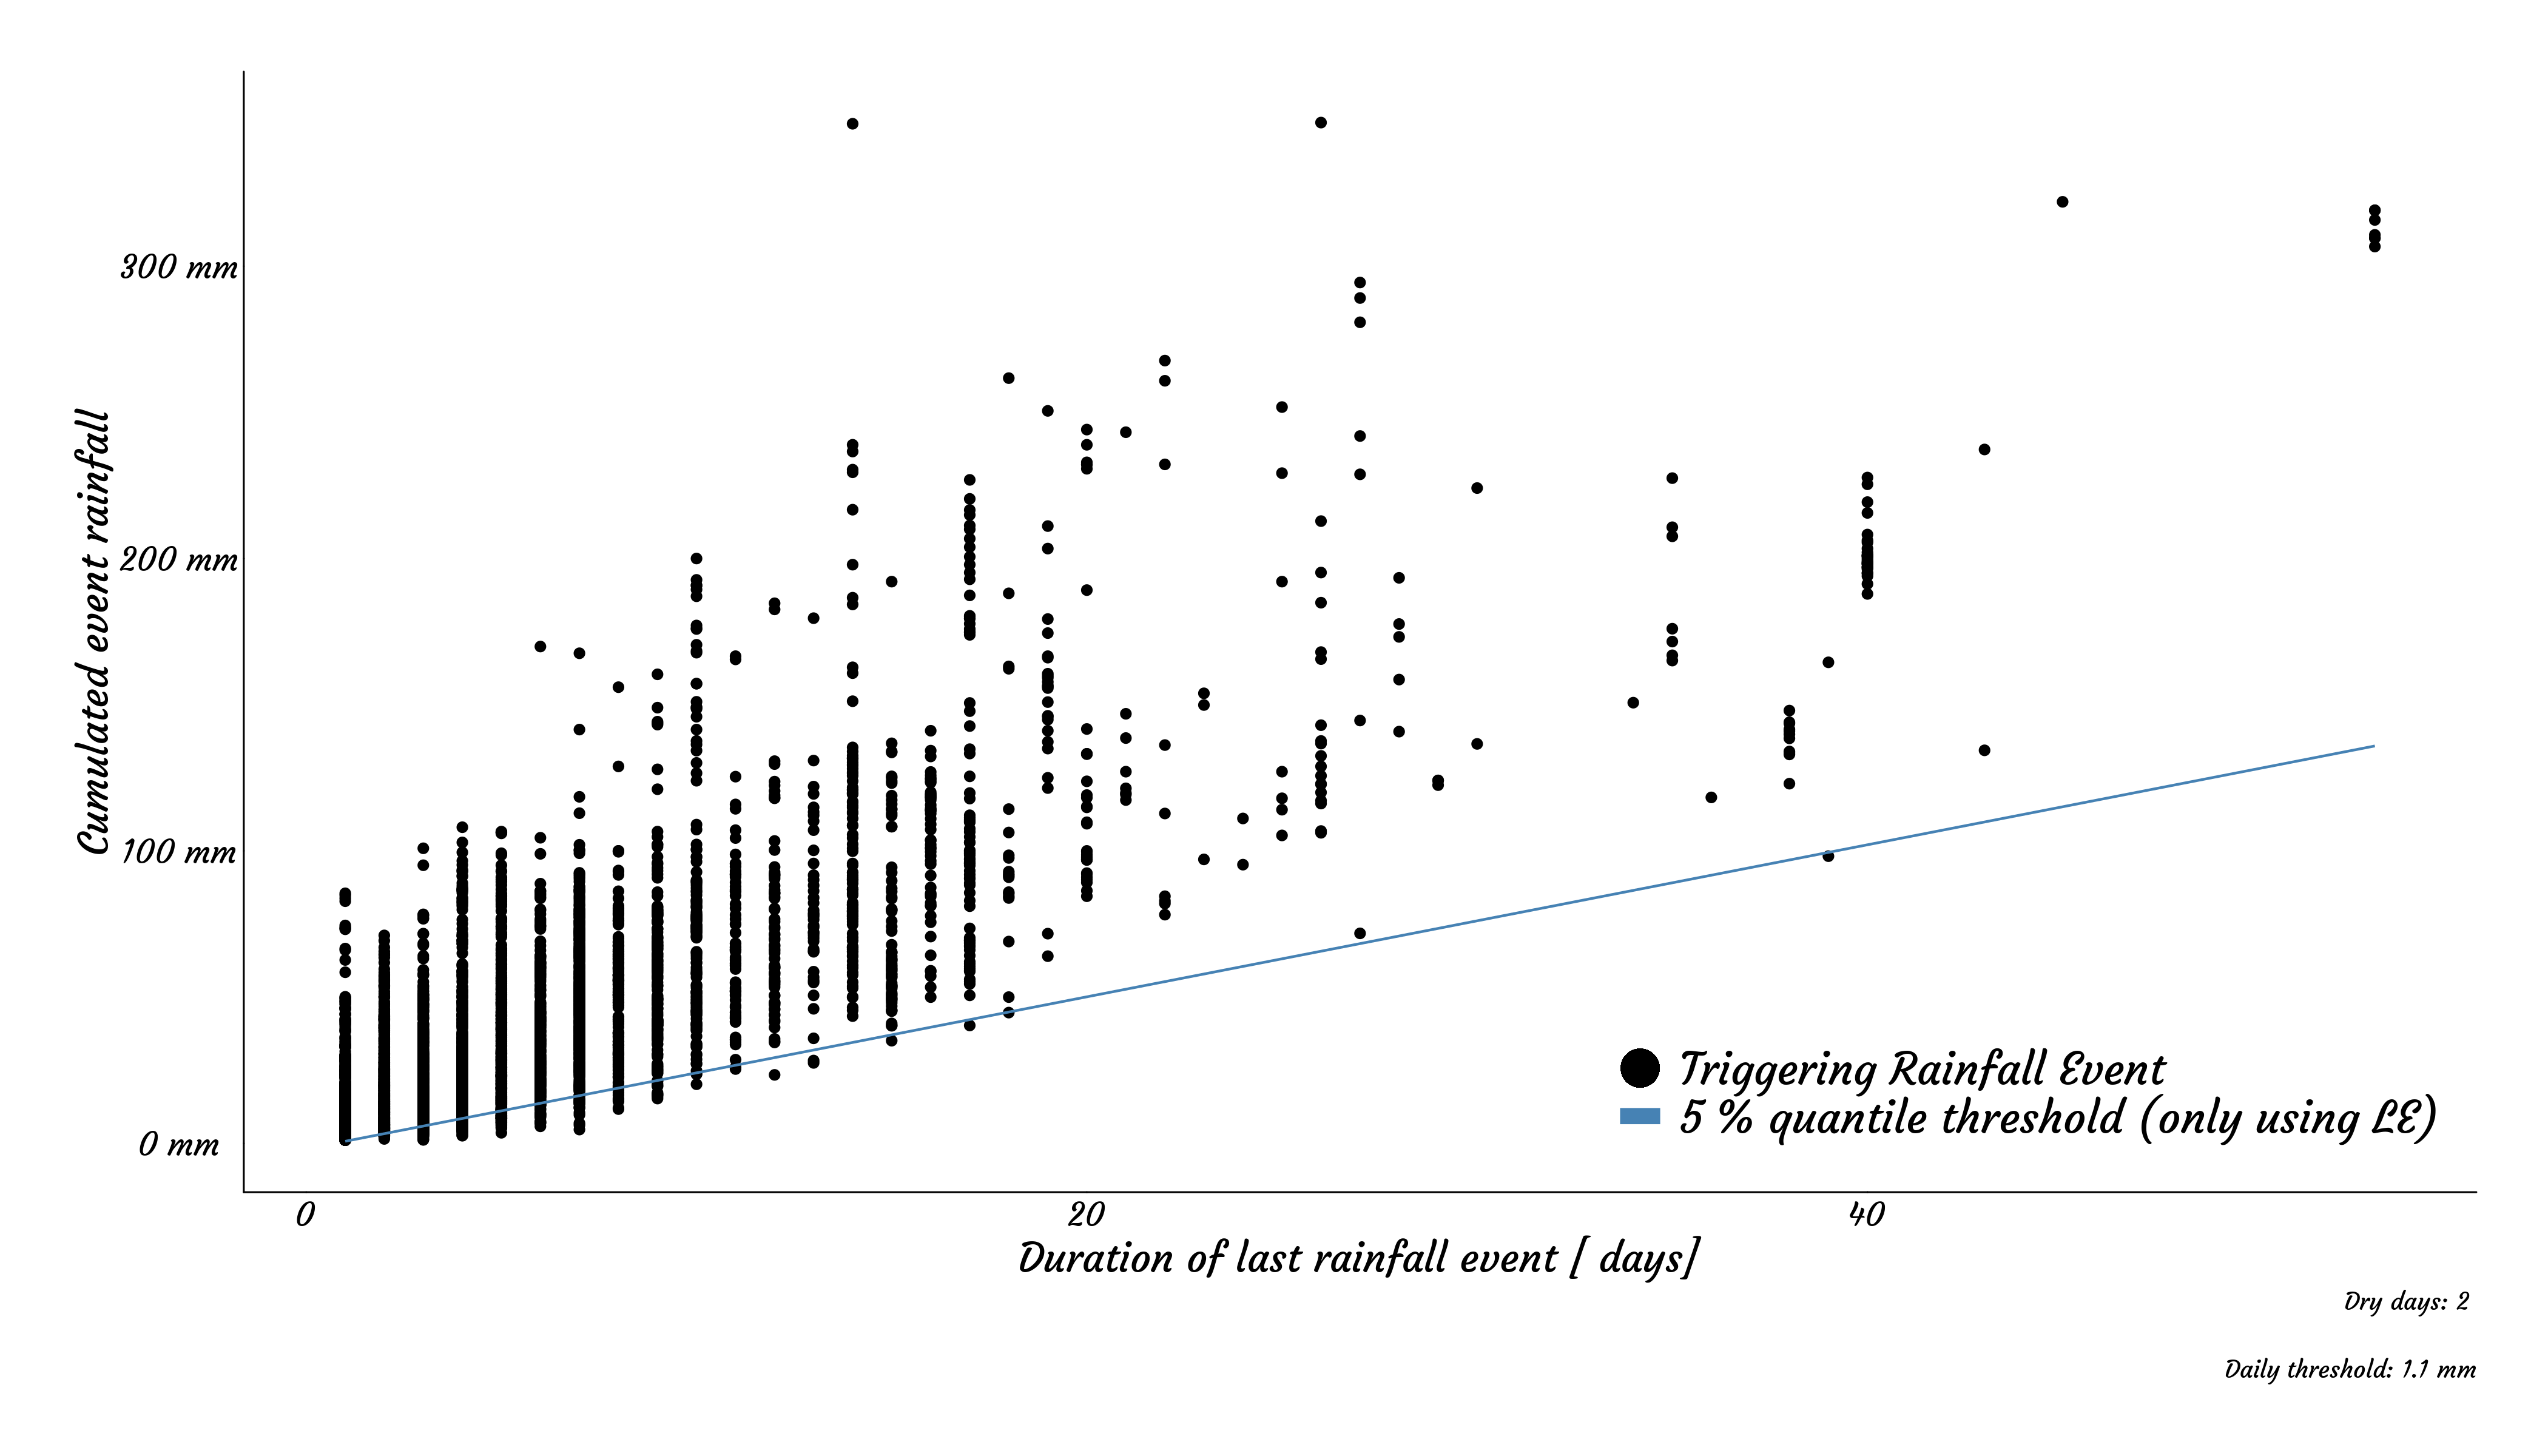 Cumulated event rainfall
300 mm
200 mm
100 mm
0 mm
Triggering Rainfall Event
5 % quantile threshold (only using LE)
0 20 40
Duration of last rainfall event [ days]
Dry days: 2
Daily threshold: 1.1 mm